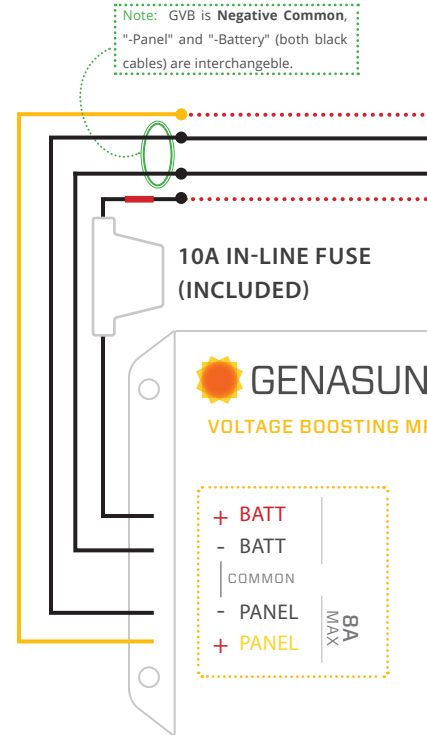 Note: GVB is Negative Common,
"-Panel" and "-Battery" (both black
cables) are interchangeble.
10A IN-LINE FUSE
(INCLUDED)
GENASUN
VOLTAGE BOOSTING MP
+ BATT
- BATT
COMMON
- PANEL
+ PANEL
8A
MAX